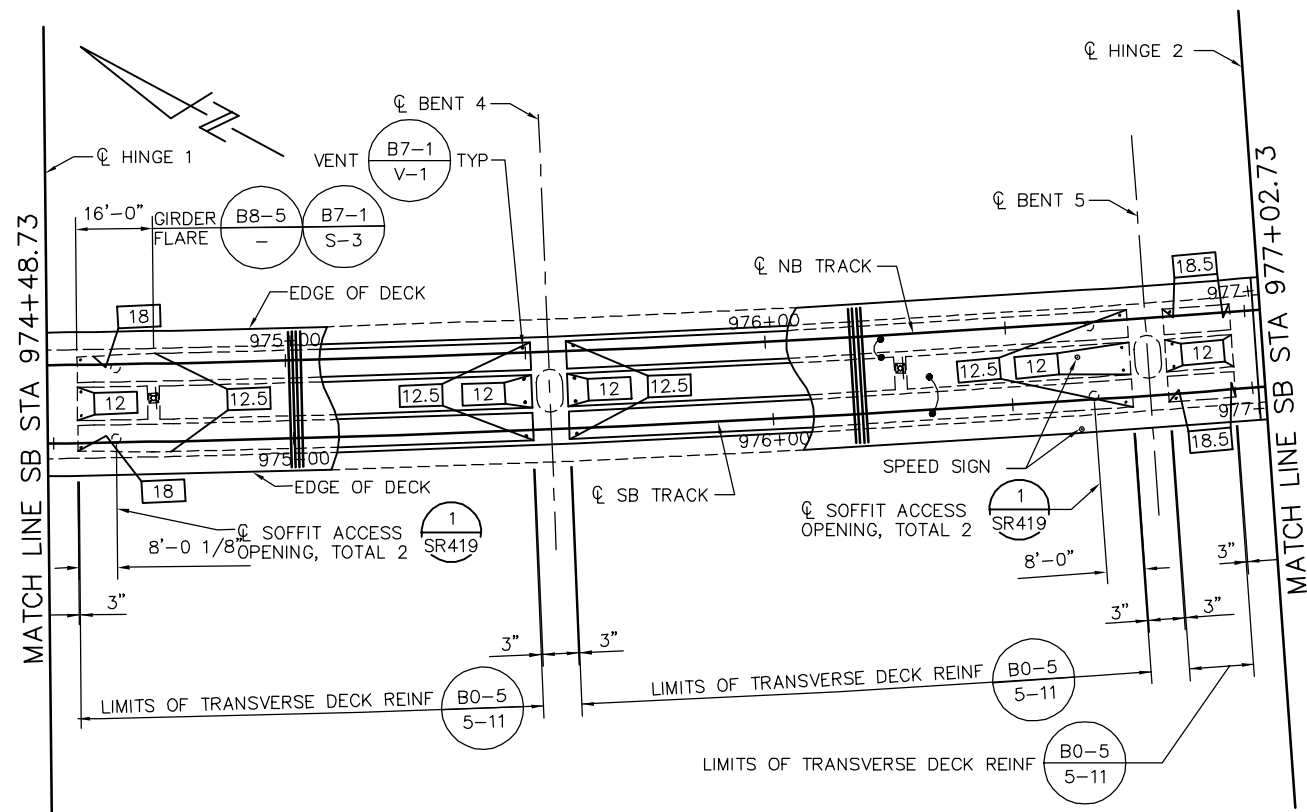 ℄ HINGE 2
℄ BENT 4
℄ HINGE 1
VENT
B7-1
V-1
TYP
℄ BENT 5
16'-0"
GIRDER
FLARE
B8-5
-
B7-1
S-3
MATCH LINE SB STA 974+48.73
MATCH LINE SB STA 977+02.73
℄ NB TRACK
EDGE OF DECK
18
18.5
975+00
976+00
977+
12
12.5
12.5
12
12
12.5
12.5
12
12
975+00
976+00
977+
18.5
18
EDGE OF DECK
℄ SB TRACK
SPEED SIGN
℄ SOFFIT ACCESS
OPENING, TOTAL 2
1
SR419
℄ SOFFIT ACCESS
OPENING, TOTAL 2
1
SR419
8'-0 1/8"
8'-0"
3"
3"
3"
3"
3"
3"
LIMITS OF TRANSVERSE DECK REINF
B0-5
5-11
LIMITS OF TRANSVERSE DECK REINF
B0-5
5-11
LIMITS OF TRANSVERSE DECK REINF
B0-5
5-11